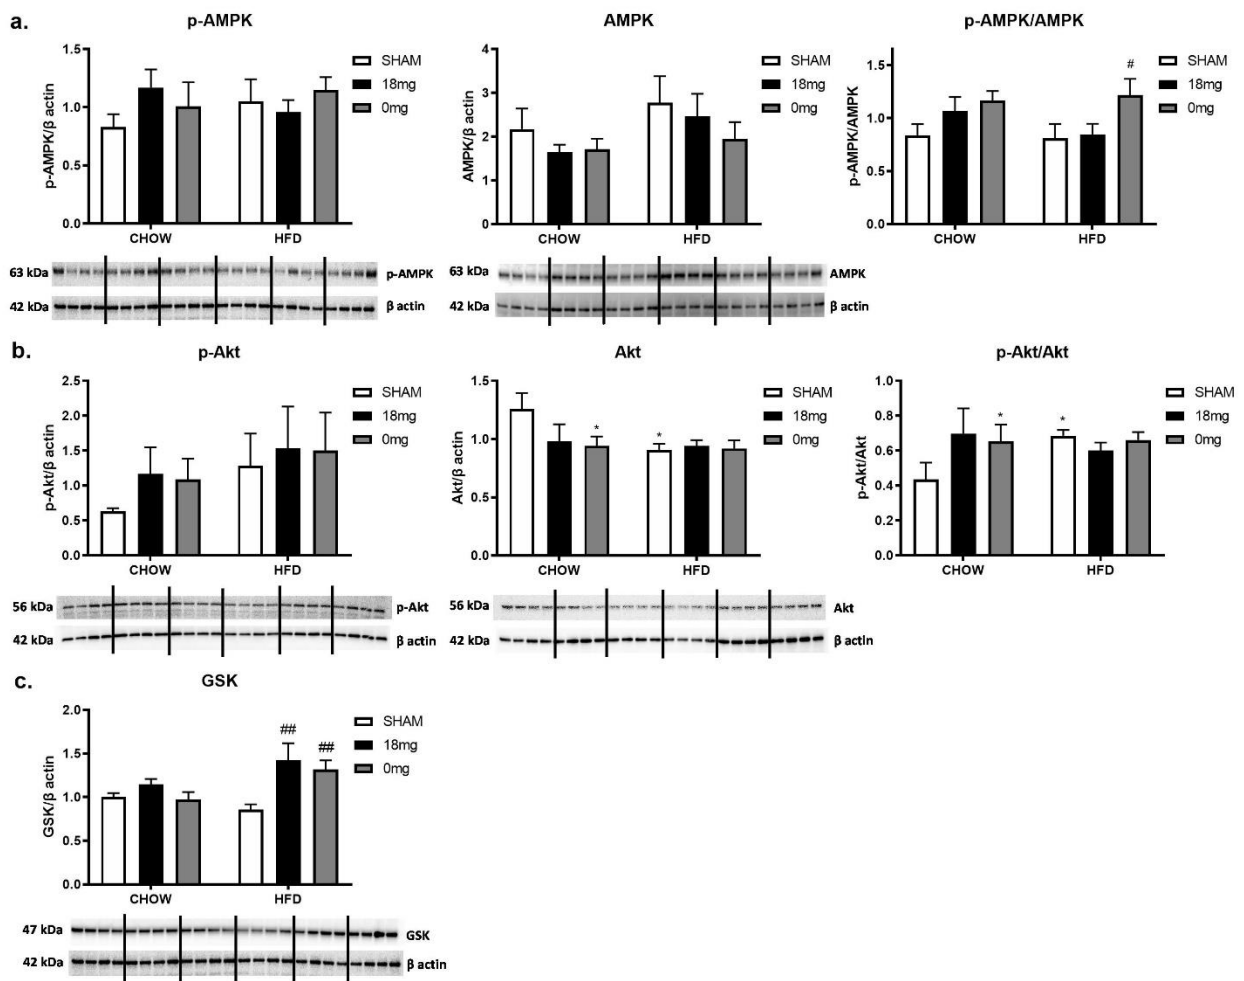 a.
p-AMPK
p-AMPK/β actin
1.5
1.0
0.5
0.0
CHOW
HFD
SHAM
18mg
0mg
63 kDa
p-AMPK
42 kDa
β actin
AMPK
AMPK/β actin
4
3
2
1
0
CHOW
HFD
SHAM
18mg
0mg
63 kDa
AMPK
42 kDa
β actin
p-AMPK/AMPK
p-AMPK/AMPK
1.5
1.0
0.5
0.0
#
CHOW
HFD
SHAM
18mg
0mg
b.
p-Akt
p-Akt/β actin
2.5
2.0
1.5
1.0
0.5
0.0
CHOW
HFD
SHAM
18mg
0mg
56 kDa
p-Akt
42 kDa
β actin
Akt
Akt/β actin
1.5
1.0
0.5
0.0
*
*
CHOW
HFD
SHAM
18mg
0mg
56 kDa
Akt
42 kDa
β actin
p-Akt/Akt
p-Akt/Akt
1.0
0.8
0.6
0.4
0.2
0.0
*
*
CHOW
HFD
SHAM
18mg
0mg
c.
GSK
GSK/β actin
2.0
1.5
1.0
0.5
0.0
##
##
CHOW
HFD
SHAM
18mg
0mg
47 kDa
GSK
42 kDa
β actin